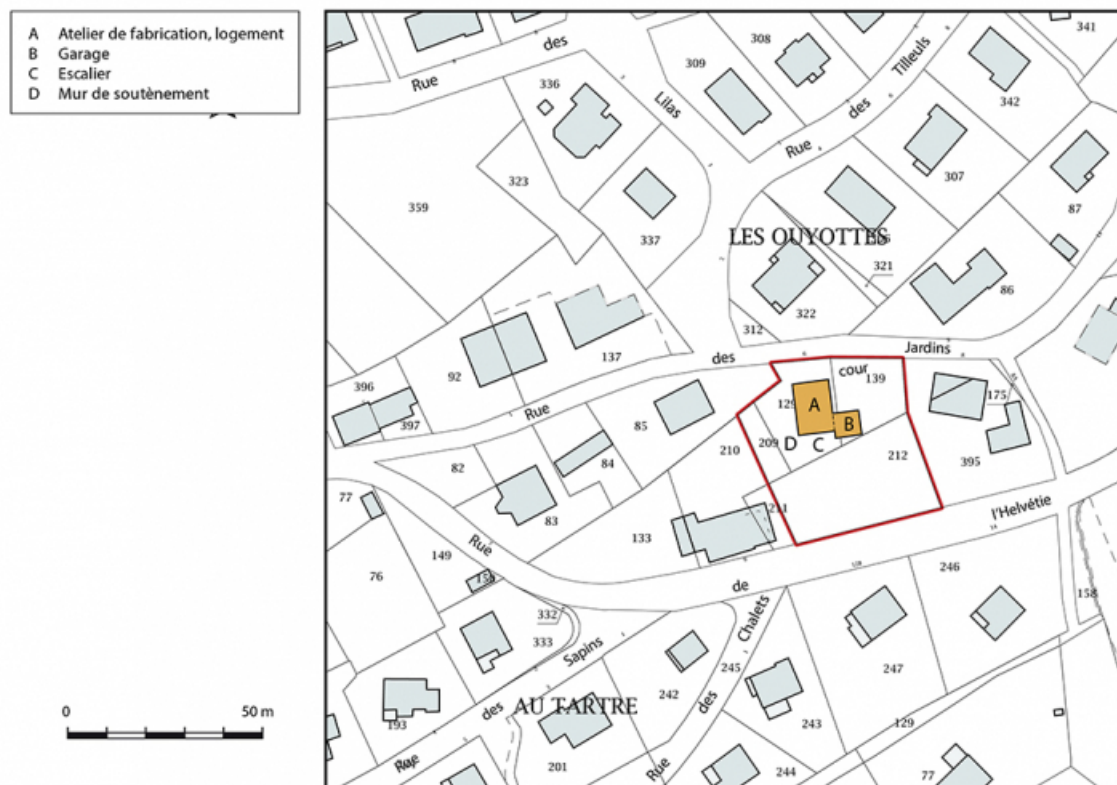 A Atelier de fabrication, logement
B Garage
C Escalier
D Mur de soutènement
0 50 m
341
308
309
des
Rue
Tilleuls
336
Lilas
342
des
Rue
323
307
359
87
337
LES OUYOTTES
321
86
322
312
Jardins
des
137
cour
139
396
92
A
129
175
397
Rue
85
B
209 D C
210
212
395
82
84
77
83
211
l'Helvétie
133
Rue
149
76
de
246
332
158
333
Chalets
Sapins
245
247
242
AU TARTRE
des
des
193
243
129
Rue
201
Rue
244
77